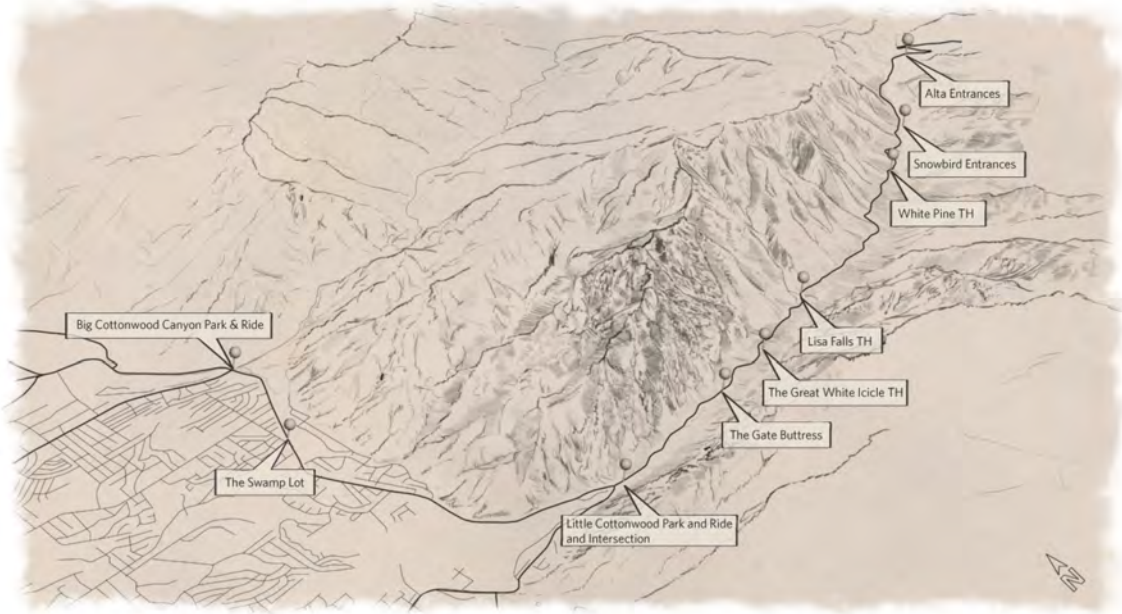 Alta Entrances
Snowbird Entrances
White Pine TH
Big Cottonwood Canyon Park & Ride
Lisa Falls TH
The Great White Icicle TH
The Gate Buttress
The Swamp Lot
Little Cottonwood Park and Ride
and Intersection
N